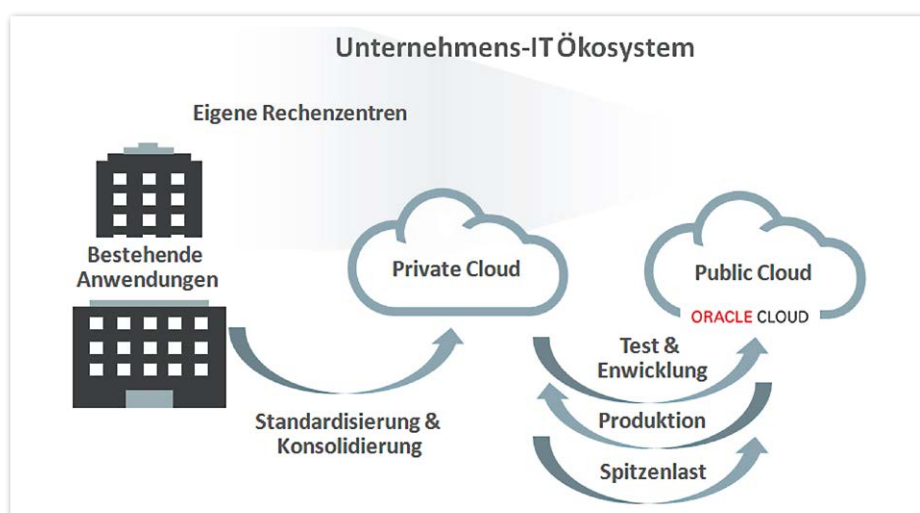 Unternehmens-IT Ökosystem
Eigene Rechenzentren
Bestehende
Anwendungen
Private Cloud
Public Cloud
ORACLE CLOUD
Standardisierung &
Konsolidierung
Test &
Enwicklung
Produktion
Spitzenlast